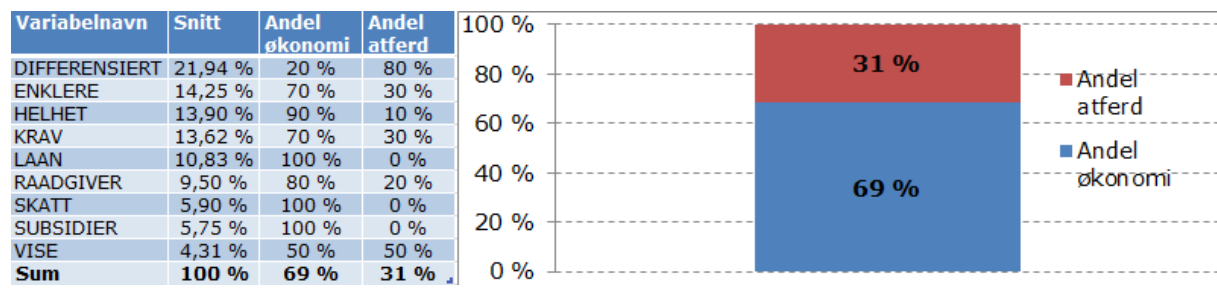 Variabelnavn Snitt Andel økonomi Andel atferd
DIFFERENSIERT 21,94 % 20 % 80 %
ENKLERE 14,25 % 70 % 30 %
HELHET 13,90 % 90 % 10 %
KRAV 13,62 % 70 % 30 %
LAAN 10,83 % 100 % 0 %
RAADGIVER 9,50 % 80 % 20 %
SKATT 5,90 % 100 % 0 %
SUBSIDIER 5,75 % 100 % 0 %
VISE 4,31 % 50 % 50 %
Sum 100 % 69 % 31 %
100 %
80 %
60 %
40 %
20 %
0 %
31 %
69 %
Andel
atferd
Andel
økonomi